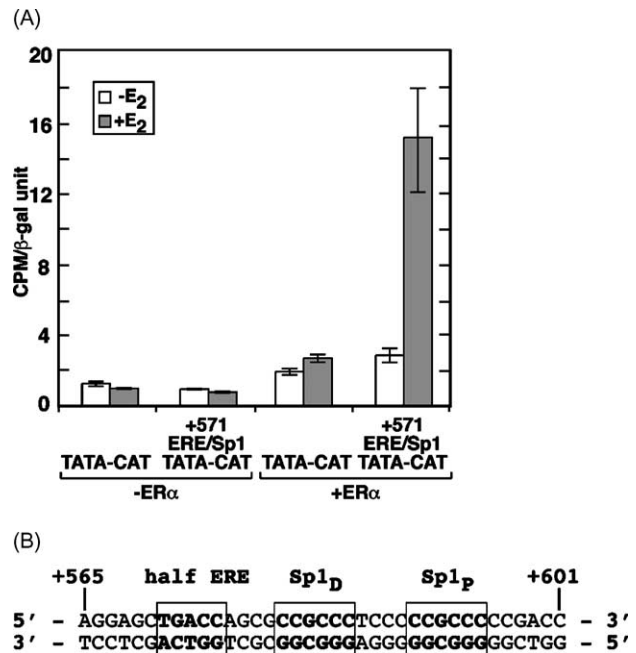 (A)
20
16
12
8
4
0
CPM/β-gal unit
-E2
+E2
+571 +571
ERE/Sp1 ERE/Sp1
TATA-CAT TATA-CAT TATA-CAT TATA-CAT
-ERα +ERα
(B)
+565 half ERE Sp1D Sp1P +601
5' - AGGAGCTGACCAGCGCCGCCCTCCCCCGCCCCCGACC - 3'
3' - TCCTCGACTGGTCGCGGCGGGAGGGGGCGGGGGCTGG - 5'